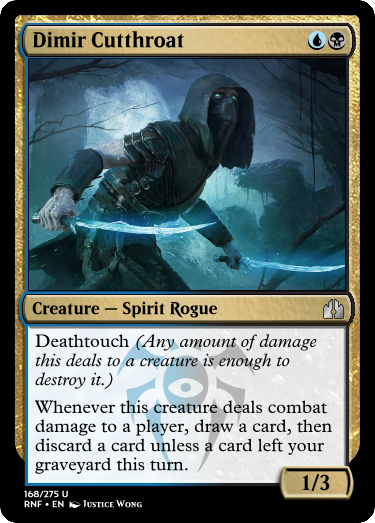 Dimir Cutthroat
Creature — Spirit Rogue
Deathtouch (Any amount of damage
this deals to a creature is enough to
destroy it.)
Whenever this creature deals combat
damage to a player, draw a card, then
discard a card unless a card left your
graveyard this turn.
1/3
168/275 U
RNF • EN Justice Wong